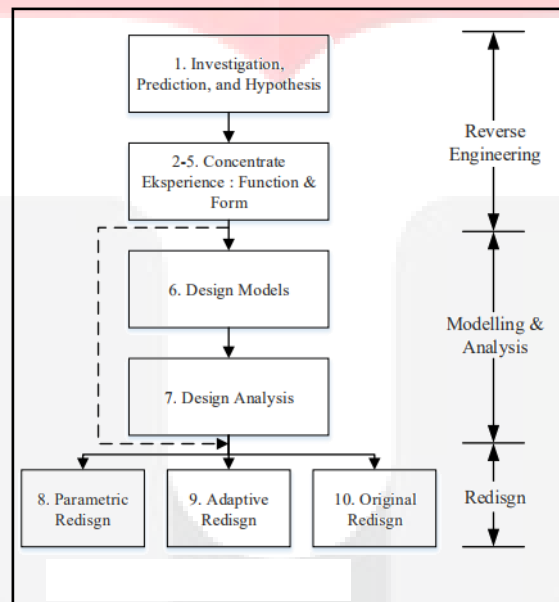 1. Investigation,
Prediction, and Hypothesis
Reverse
Engineering
2-5. Concentrate
Eksperience : Function &
Form
6. Design Models
Modelling &
Analysis
7. Design Analysis
8. Parametric
Redisgn
9. Adaptive
Redisgn
10. Original
Redisgn
Redisgn